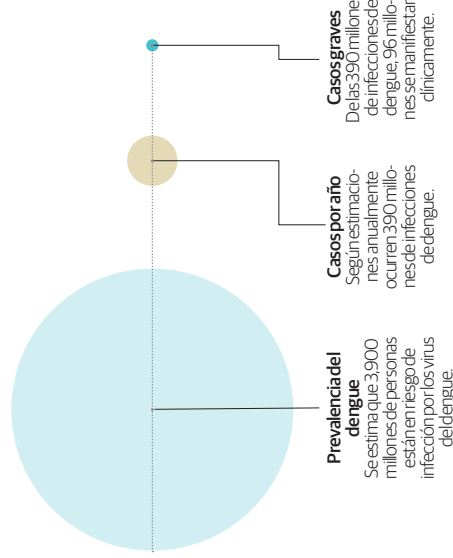 Prevalencia del
dengue
Se estima que 3,900
millones de personas
están en riesgo de
infección por los virus
del dengue.
Casos por año
Según estimacio-
nes anualmente
ocurren 390 millo-
nes de infecciones
de dengue.
Casos graves
De las 390 millone
de infecciones de
dengue, 96 millo-
nes se manifiestan
clínicamente.